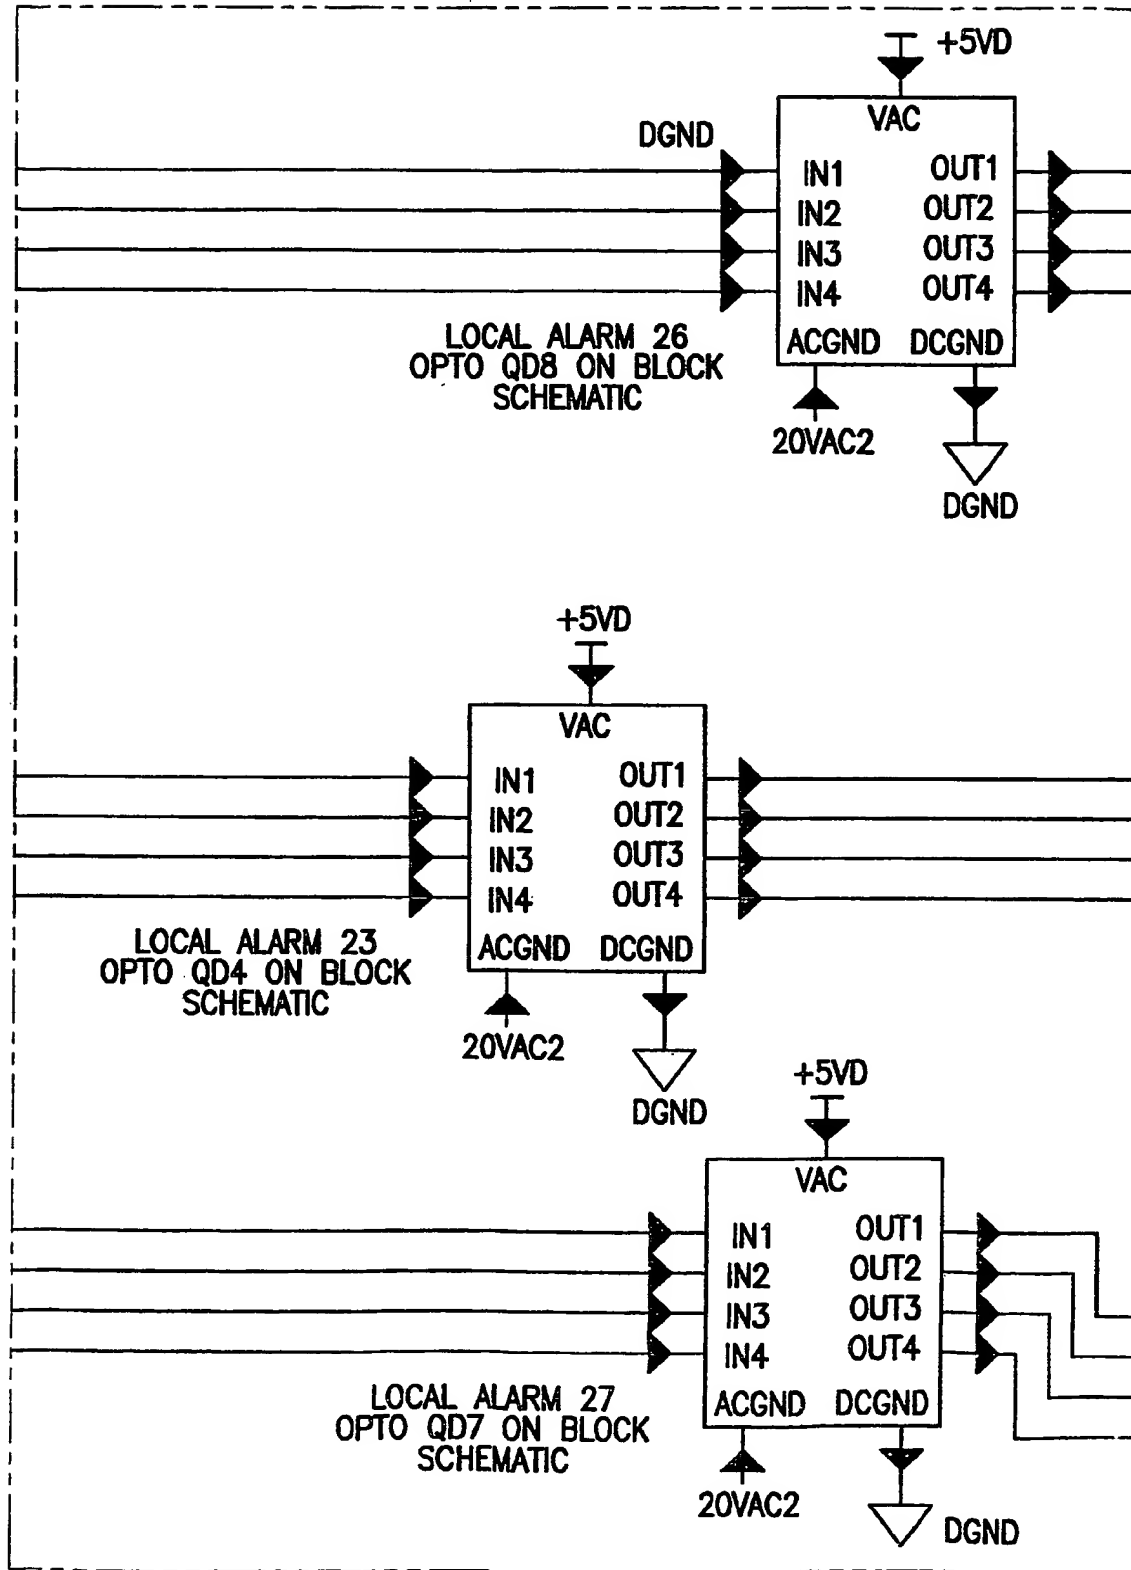 +5VD
VAC
DGND
IN1 OUT1
IN2 OUT2
IN3 OUT3
IN4 OUT4
ACGND DCGND
LOCAL ALARM 26
OPTO QD8 ON BLOCK
SCHEMATIC
20VAC2
DGND
+5VD
VAC
IN1 OUT1
IN2 OUT2
IN3 OUT3
IN4 OUT4
ACGND DCGND
LOCAL ALARM 23
OPTO QD4 ON BLOCK
SCHEMATIC
20VAC2
DGND
+5VD
VAC
IN1 OUT1
IN2 OUT2
IN3 OUT3
IN4 OUT4
ACGND DCGND
LOCAL ALARM 27
OPTO QD7 ON BLOCK
SCHEMATIC
20VAC2
DGND